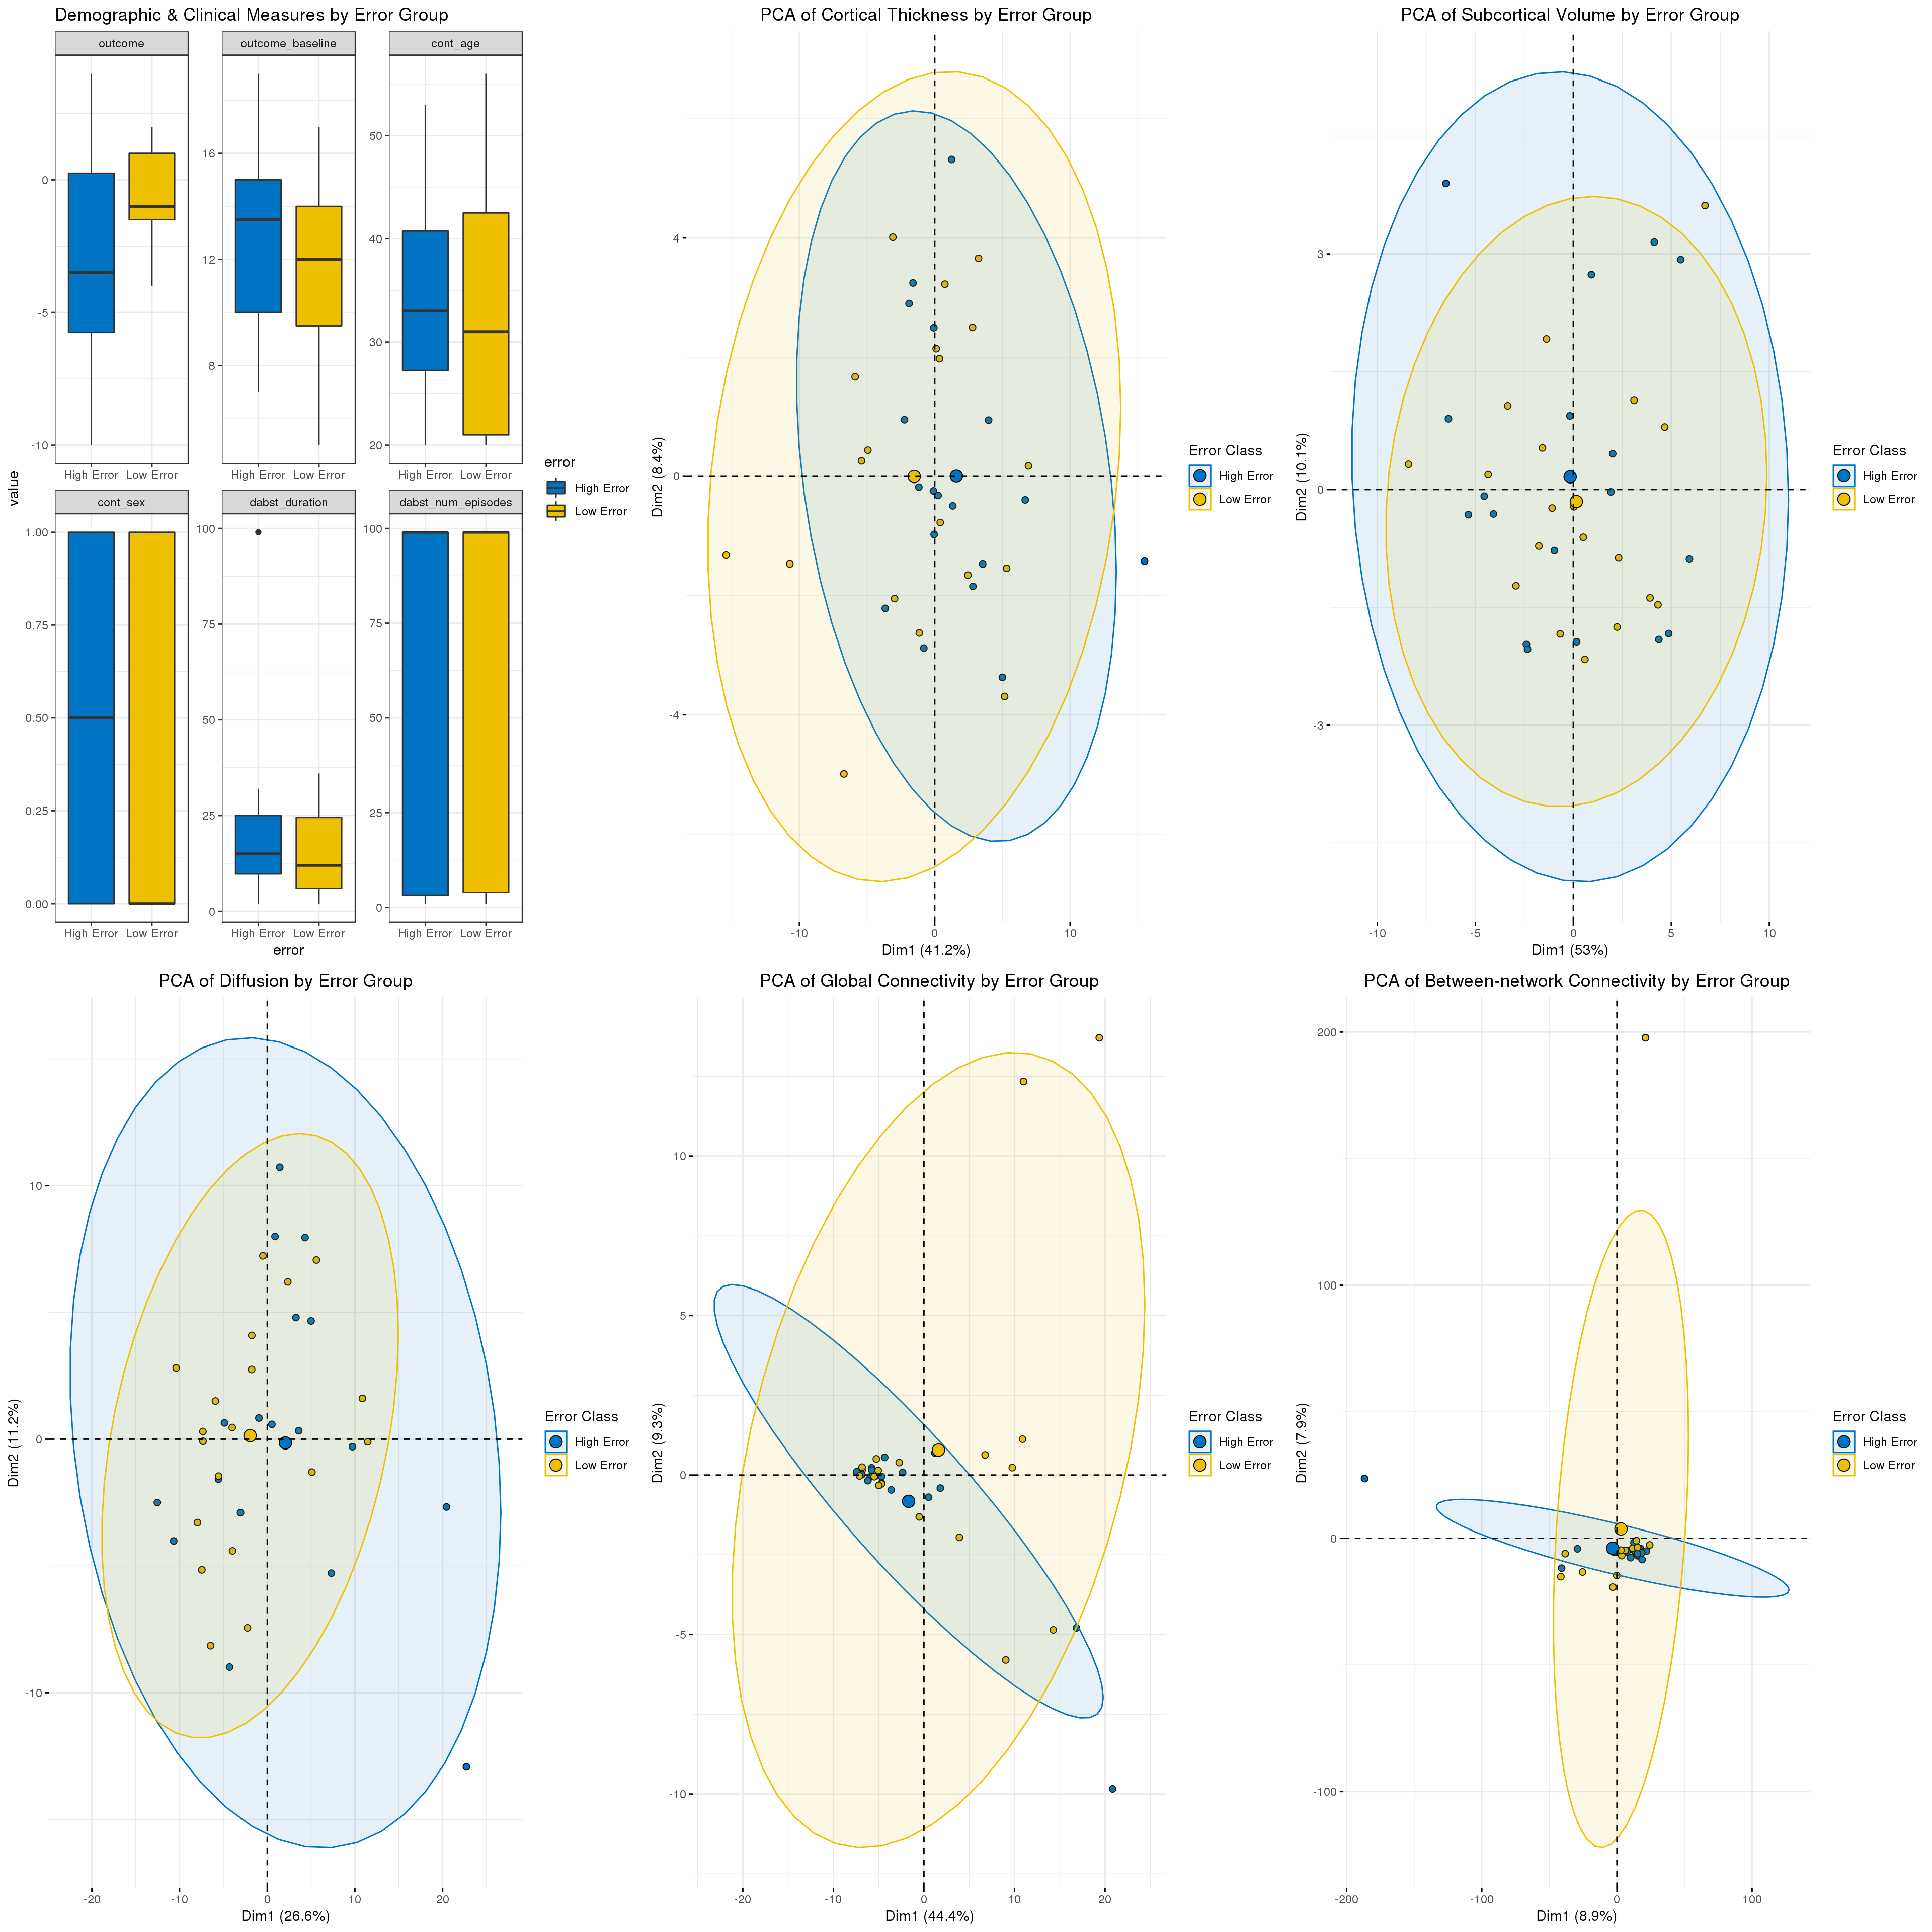 Demographic & Clinical Measures by Error Group
outcome
outcome_baseline
cont_age
0
-5
-10
16
12
8
50
40
30
20
High Error Low Error
High Error Low Error
High Error Low Error
value
cont_sex
dabst_duration
dabst_num_episodes
1.00
0.75
0.50
0.25
0.00
100
75
50
25
0
100
75
50
25
0
High Error Low Error
High Error Low Error
High Error Low Error
error
error
High Error
Low Error
PCA of Cortical Thickness by Error Group
Dim2 (8.4%)
4
0
-4
-10
0
10
Dim1 (41.2%)
Error Class
High Error
Low Error
PCA of Subcortical Volume by Error Group
Dim2 (10.1%)
3
0
-3
-10
-5
0
5
10
Dim1 (53%)
Error Class
High Error
Low Error
PCA of Diffusion by Error Group
Dim2 (11.2%)
10
0
-10
-20
-10
0
10
20
Dim1 (26.6%)
Error Class
High Error
Low Error
PCA of Global Connectivity by Error Group
Dim2 (9.3%)
10
5
0
-5
-10
-20
-10
0
10
20
Dim1 (44.4%)
Error Class
High Error
Low Error
PCA of Between-network Connectivity by Error Group
Dim2 (7.9%)
200
100
0
-100
-200
-100
0
100
Dim1 (8.9%)
Error Class
High Error
Low Error